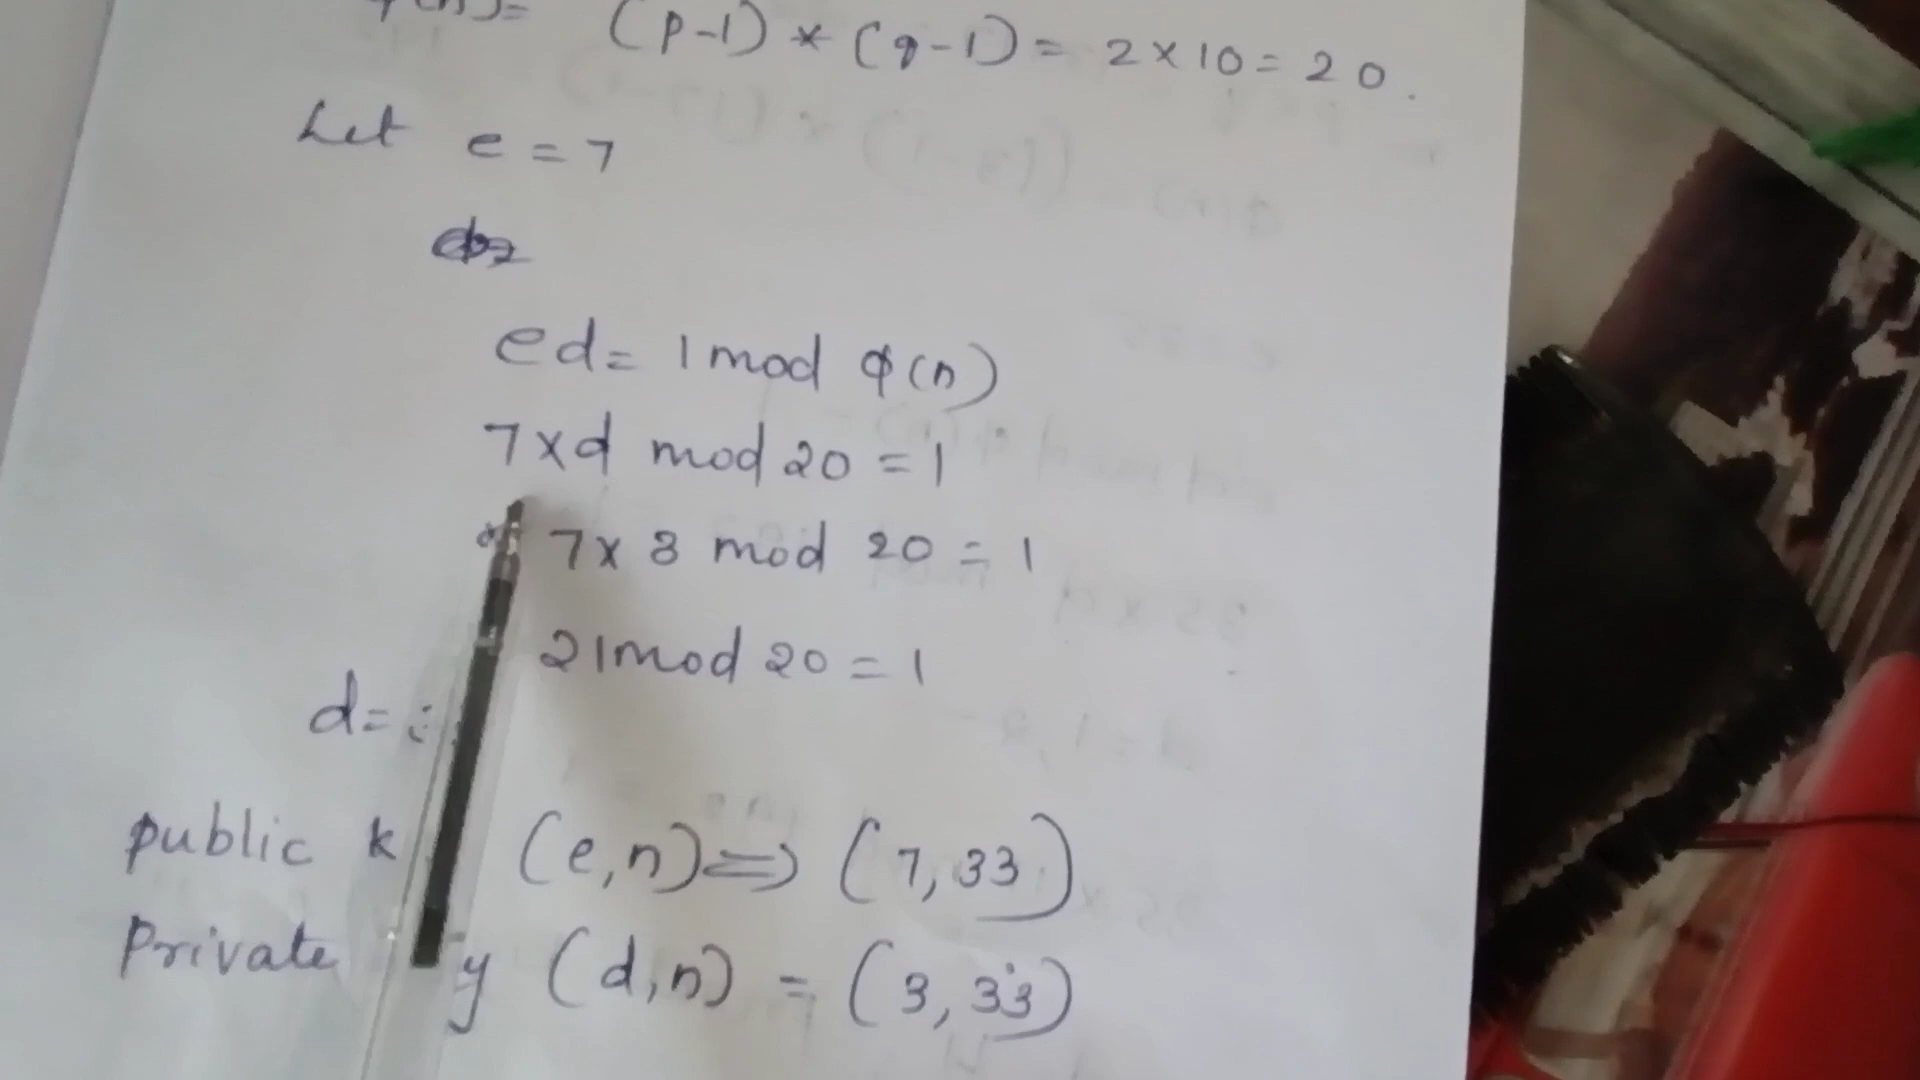 φ(n)= (p-1) * (q-1) = 2 x 10 = 20.
Let e = 7
ed = 1 mod φ(n)
7 x d mod 20 = 1
7 x 3 mod 20 = 1
21 mod 20 = 1
d =
public k (e,n) ⇒ (7, 33)
Private y (d,n) = (3, 33)